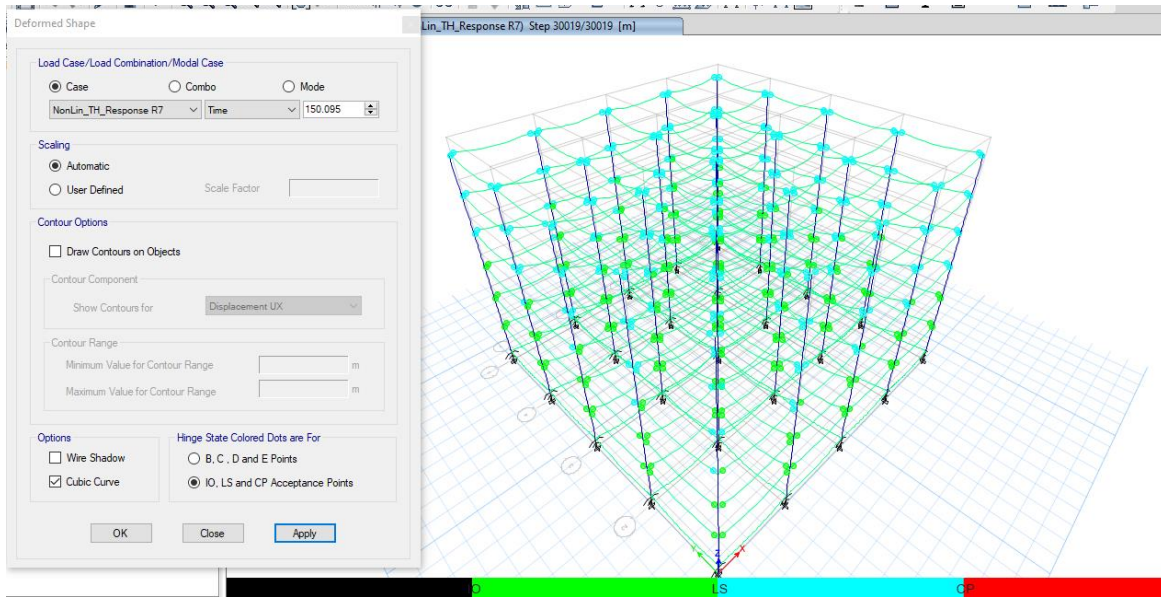 Deformed Shape
Lin_TH_Response R7) Step 30019/30019 [m]
Load Case/Load Combination/Modal Case
Case Combo Mode
NonLin_TH_Response R7 Time 150.095
Scaling
Automatic
User Defined Scale Factor
Contour Options
Draw Contours on Objects
Contour Component
Show Contours for Displacement UX
Contour Range
Minimum Value for Contour Range m
Maximum Value for Contour Range m
Options Hinge State Colored Dots are For
Wire Shadow B, C , D and E Points
Cubic Curve IO, LS and CP Acceptance Points
OK Close Apply
Y Z X
IO LS CP